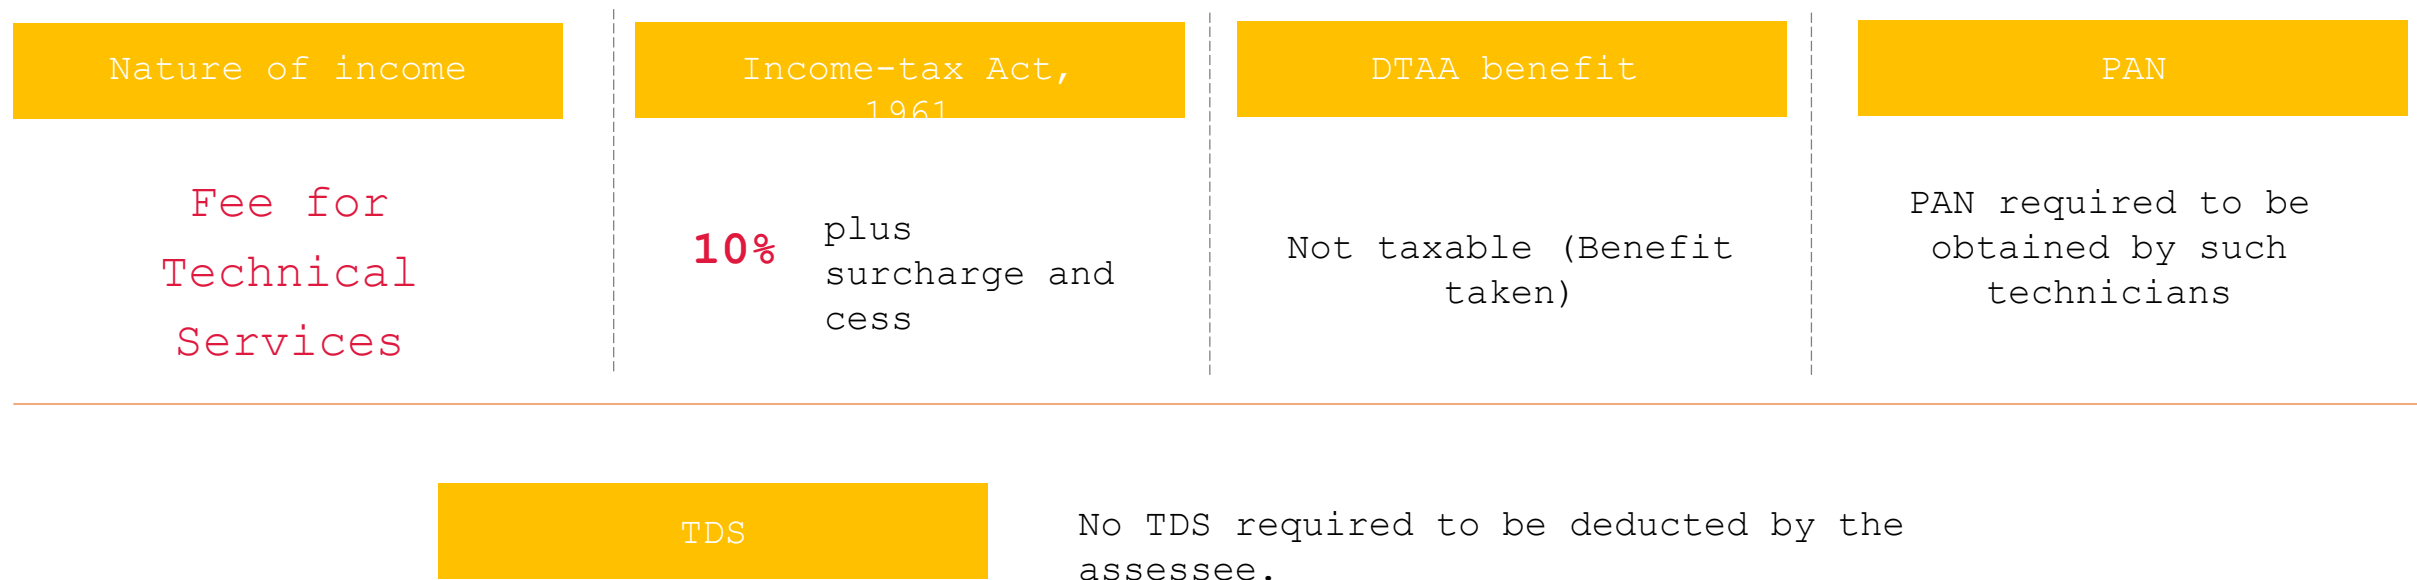 Nature of income
Income-tax Act,
1961
DTAA benefit
PAN
Fee for
Technical
Services
10%
plus
surcharge and
cess
Not taxable (Benefit
taken)
PAN required to be
obtained by such
technicians
TDS
No TDS required to be deducted by the
assessee.